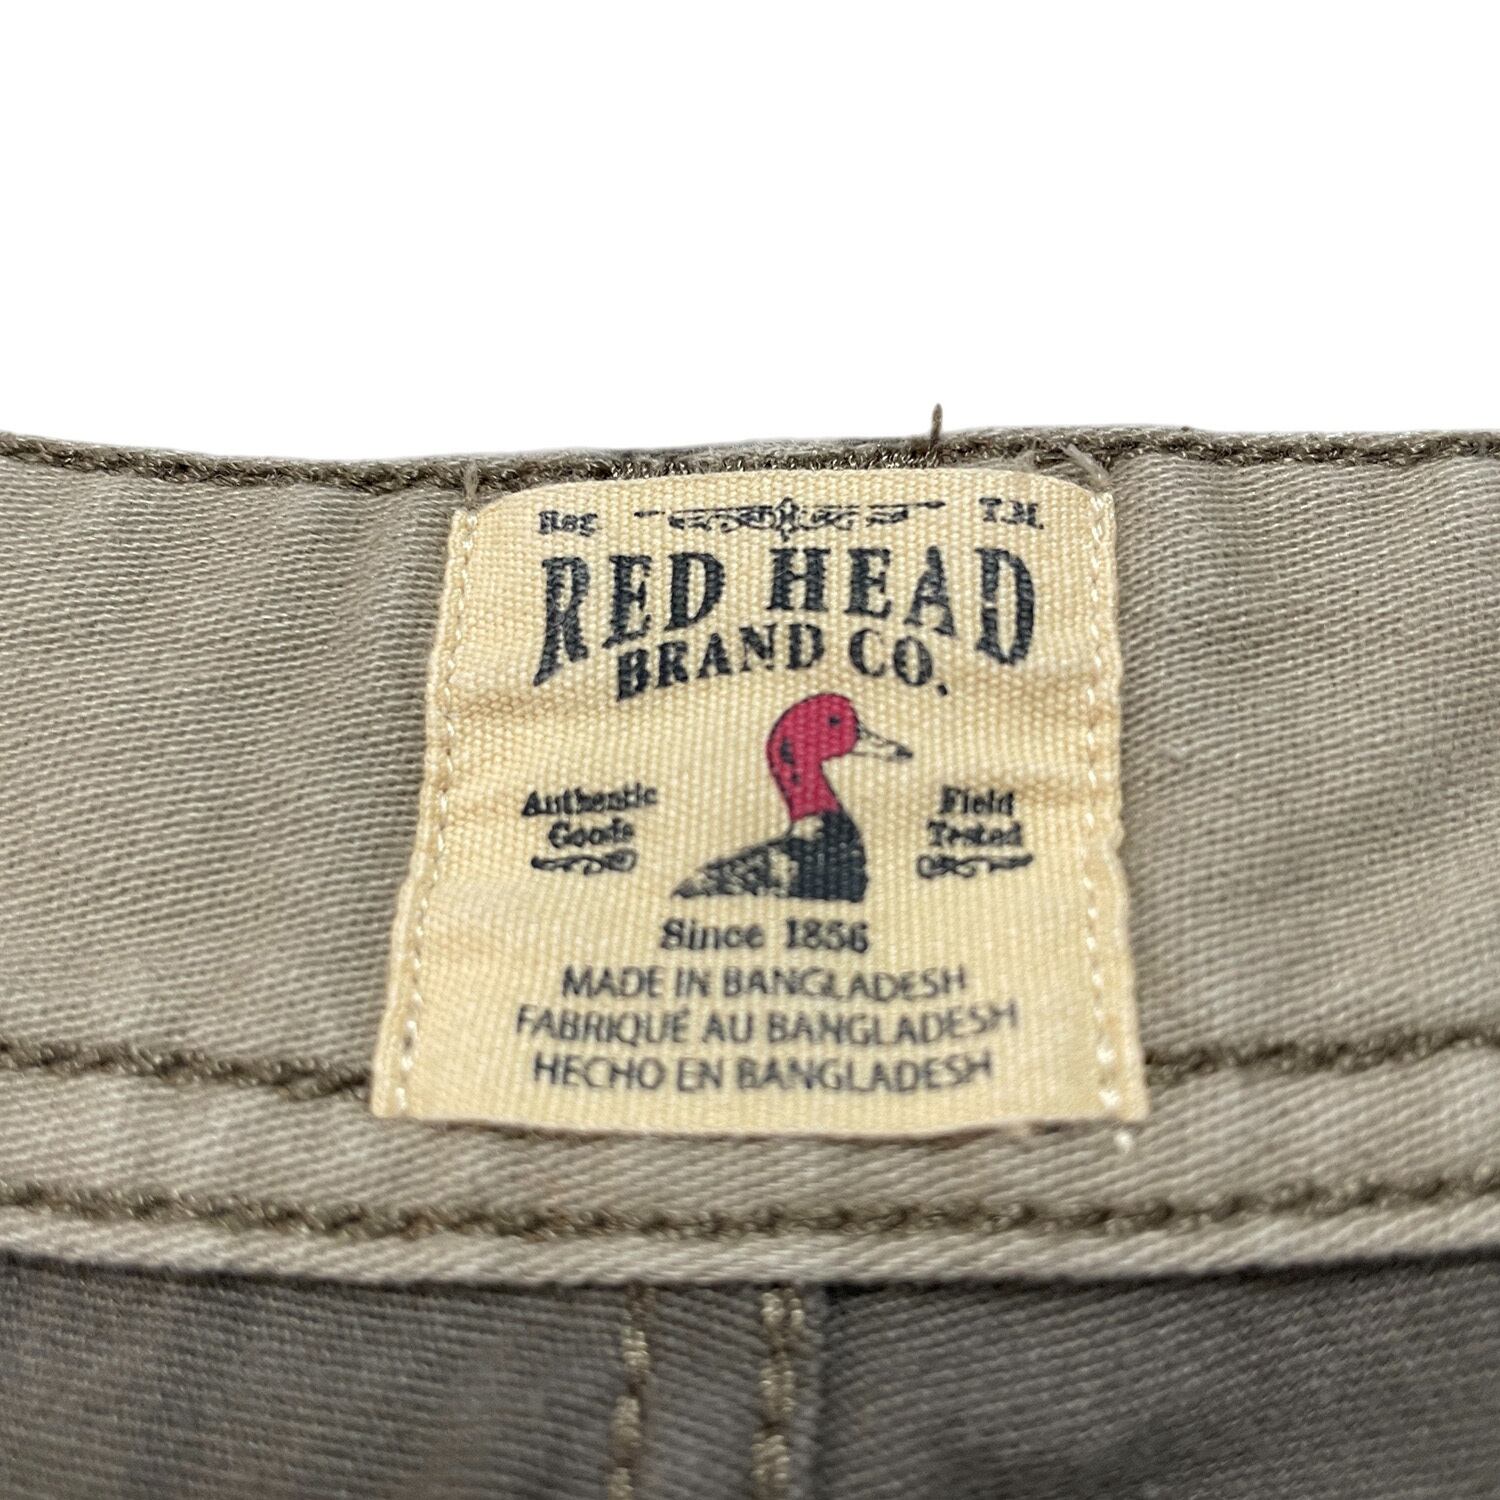 Reg T.M.
RED HEAD
BRAND CO.
Authentic
Goods
Field
Tested
Since 1856
MADE IN BANGLADESH
FABRIQUÉ AU BANGLADESH
HECHO EN BANGLADESH